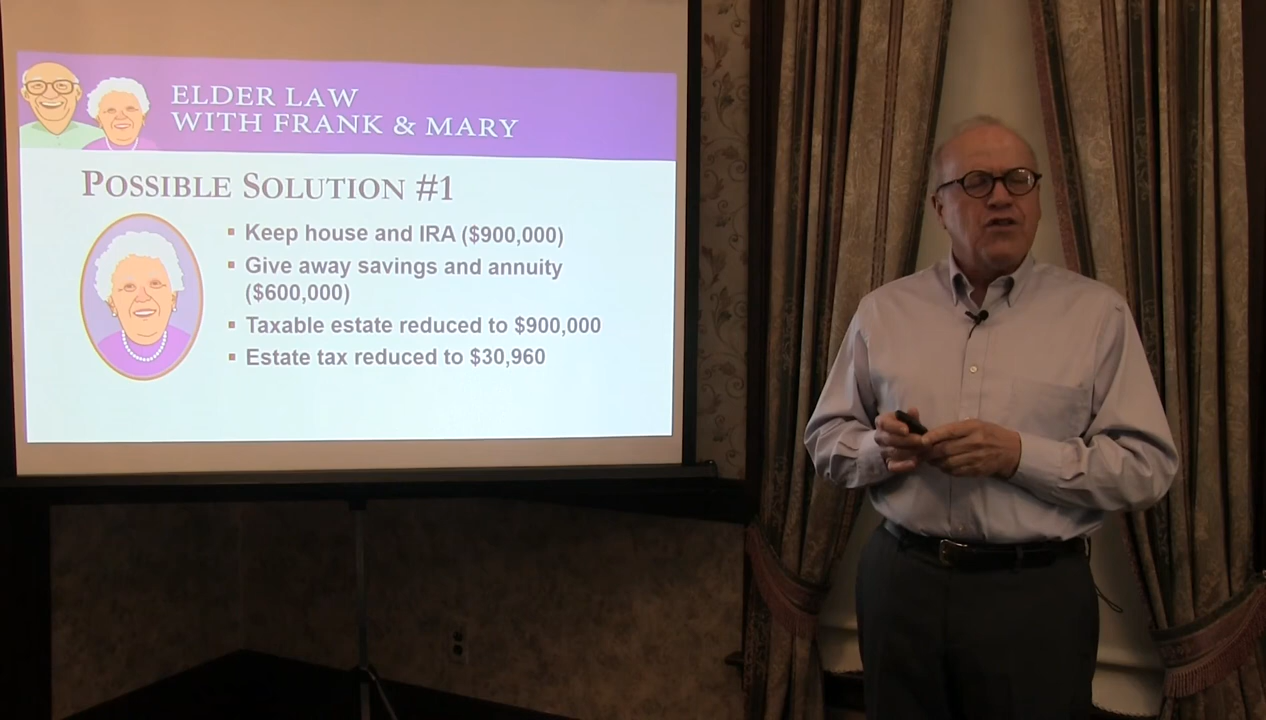 ELDER LAW
WITH FRANK & MARY
POSSIBLE SOLUTION #1
▪ Keep house and IRA ($900,000)
▪ Give away savings and annuity
($600,000)
▪ Taxable estate reduced to $900,000
▪ Estate tax reduced to $30,960